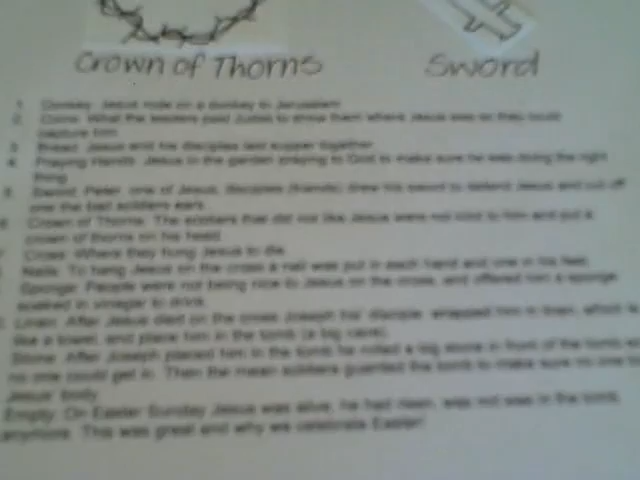 Crown of Thorns Sword
Donkey: Jesus rode on a donkey to Jerusalem
2. Coins: What the leaders paid Judas to show them where Jesus was so they could
capture him
3. Bread: Jesus and his disciples last supper together
4. Praying Hands: Jesus in the garden praying to God to make sure he was doing the right
thing
Sword: Peter, one of Jesus, disciples (friends) drew his sword to defend Jesus and cut off
one the bad soldiers ears.
Crown of Thorns: The soldiers that did not like Jesus were not kind to him and put a
crown of thorns on his head
Cross: Where they hung Jesus to die
Nails: To hang Jesus on the cross a nail was put in each hand and one in his feet
Sponge: People were not being nice to Jesus on the cross, and offered him a sponge
soaked in vinegar to drink
Linen: After Jesus died on the cross Joseph his disciple wrapped him in linen, which is
like a towel, and place him in the tomb (a big cave).
Stone: After Joseph placed him in the tomb he rolled a big stone in front of the tomb so
no one could get in. Then the mean soldiers guarded the tomb to make sure no one
Jesus' body
Empty: On Easter Sunday Jesus was alive, he had risen, was not was in the tomb
anymore. This was great and why we celebrate Easter!